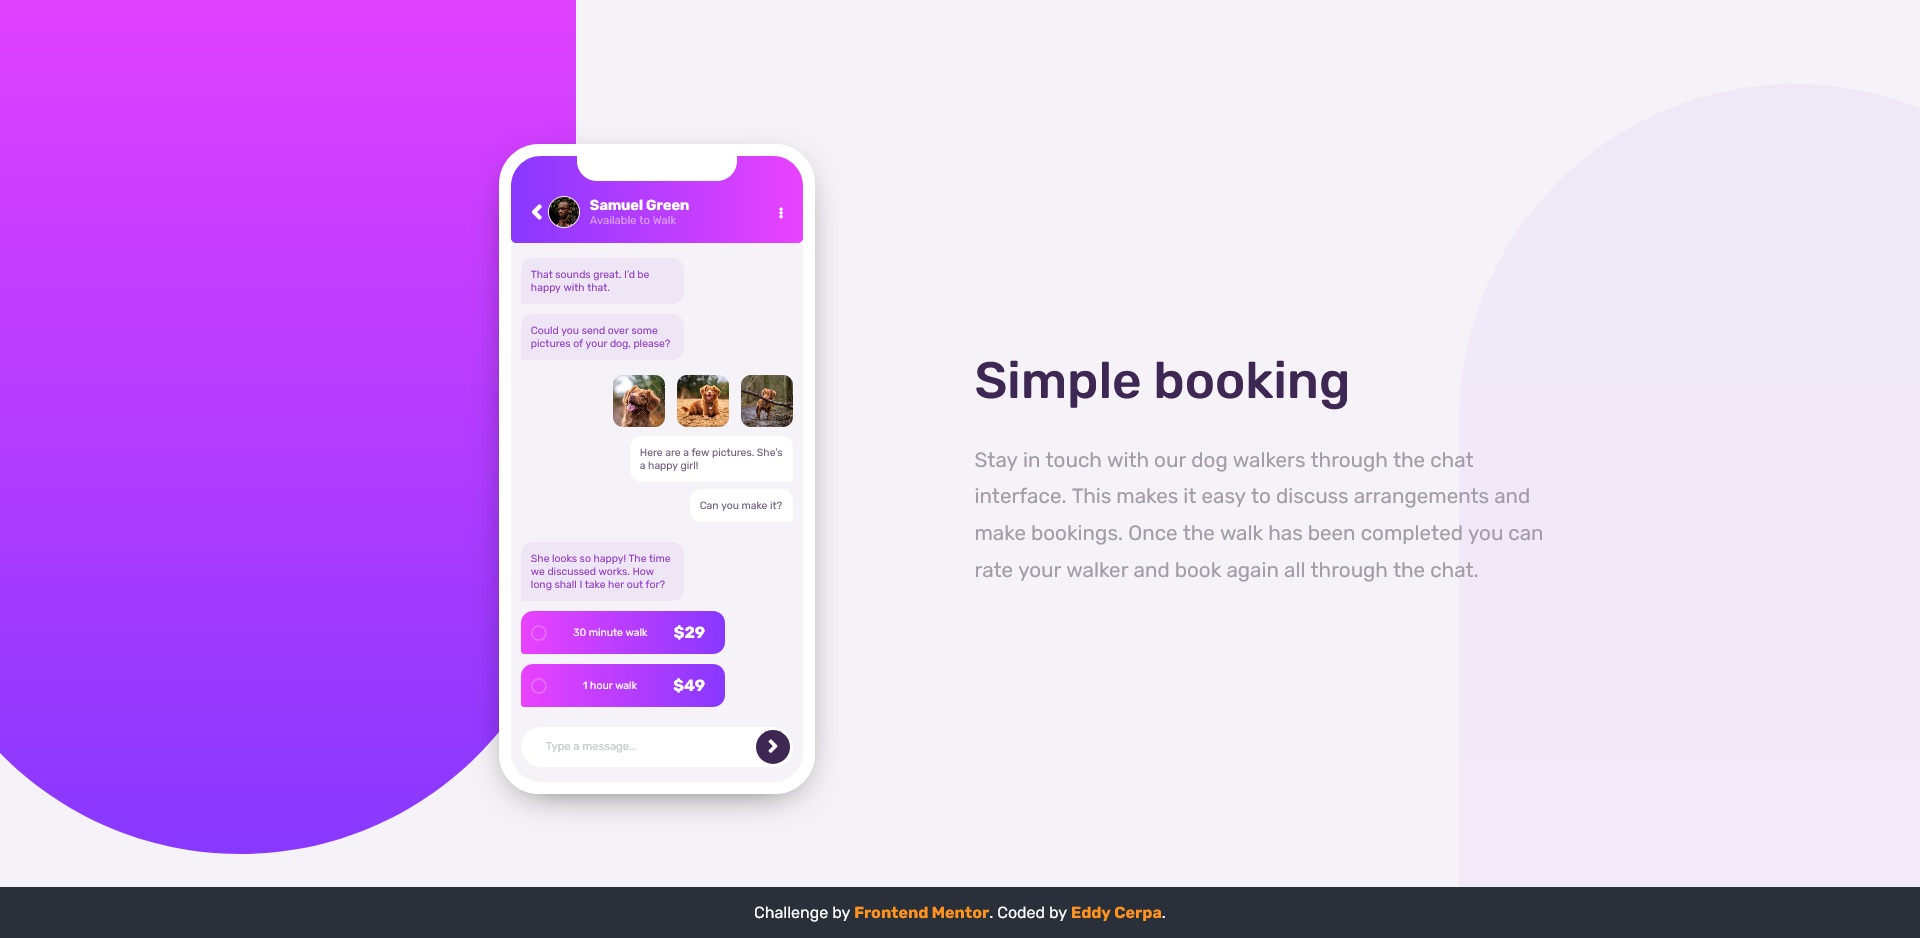 Samuel Green
Available to Walk
That sounds great. I'd be
happy with that.
Could you send over some
pictures of your dog, please?
Here are a few pictures. She's
a happy girl!
Can you make it?
She looks so happy! The time
we discussed works. How
long shall I take her out for?
30 minute walk $29
1 hour walk $49
Type a message...
Simple booking
Stay in touch with our dog walkers through the chat
interface. This makes it easy to discuss arrangements and
make bookings. Once the walk has been completed you can
rate your walker and book again all through the chat.
Challenge by Frontend Mentor. Coded by Eddy Cerpa.